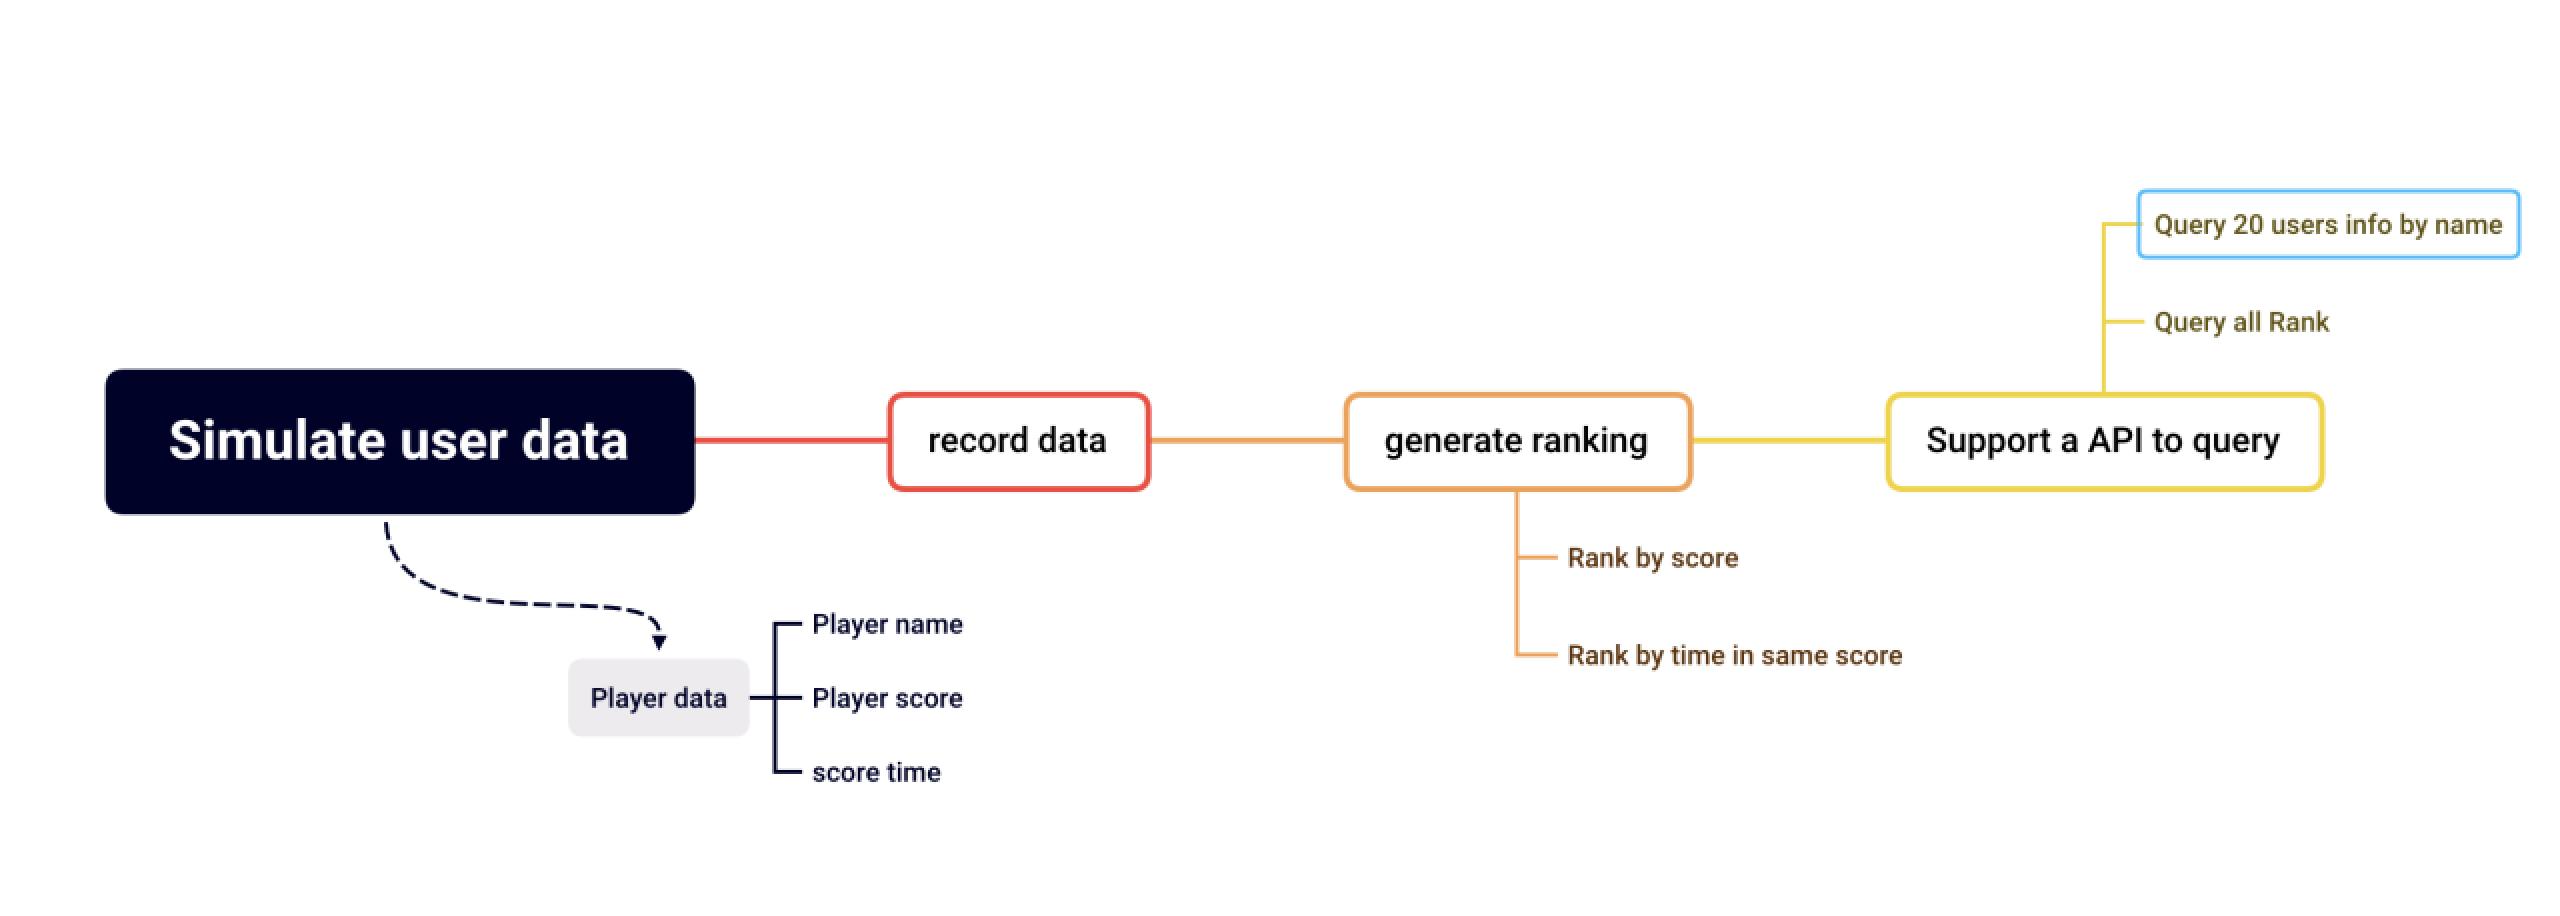 Simulate user data
record data
generate ranking
Support a API to query
Query 20 users info by name
Query all Rank
Rank by score
Rank by time in same score
Player data
Player name
Player score
score time